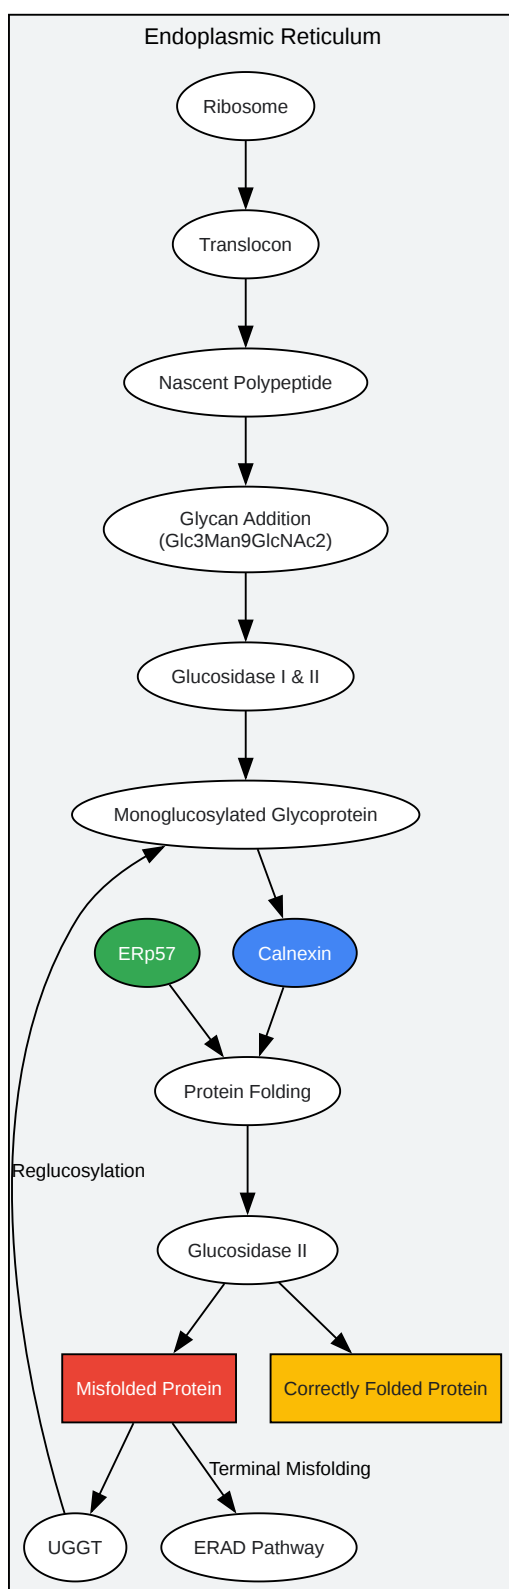 Endoplasmic Reticulum
Ribosome
Translocon
Nascent Polypeptide
Glycan Addition
(Glc3Man9GlcNAc2)
Glucosidase I & II
Monoglucosylated Glycoprotein
ERp57
Calnexin
Protein Folding
Reglucosylation
Glucosidase II
Misfolded Protein
Correctly Folded Protein
Terminal Misfolding
UGGT
ERAD Pathway